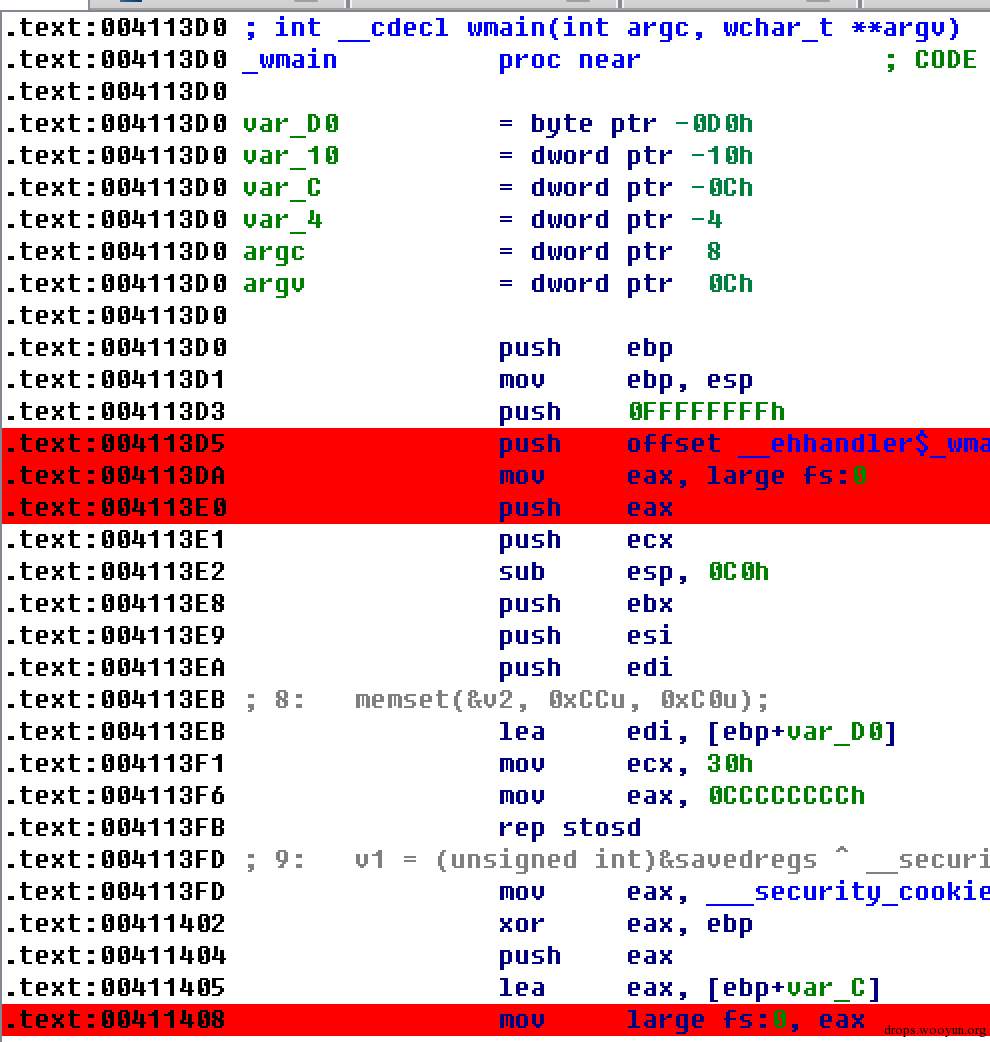 .text:004113D0 ; int __cdecl wmain(int argc, wchar_t **argv)
.text:004113D0 _wmain proc near ; CODE
.text:004113D0
.text:004113D0 var_D0 = byte ptr -0D0h
.text:004113D0 var_10 = dword ptr -10h
.text:004113D0 var_C = dword ptr -0Ch
.text:004113D0 var_4 = dword ptr -4
.text:004113D0 argc = dword ptr 8
.text:004113D0 argv = dword ptr 0Ch
.text:004113D0
.text:004113D0 push ebp
.text:004113D1 mov ebp, esp
.text:004113D3 push 0FFFFFFFFh
.text:004113D5 push offset __ehhandler$_wma
.text:004113DA mov eax, large fs:0
.text:004113E0 push eax
.text:004113E1 push ecx
.text:004113E2 sub esp, 0C0h
.text:004113E8 push ebx
.text:004113E9 push esi
.text:004113EA push edi
.text:004113EB ; 8: memset(&v2, 0xCCu, 0xC0u);
.text:004113EB lea edi, [ebp+var_D0]
.text:004113F1 mov ecx, 30h
.text:004113F6 mov eax, 0CCCCCCCCh
.text:004113FB rep stosd
.text:004113FD ; 9: v1 = (unsigned int)&savedregs ^ __securi
.text:004113FD mov eax, ___security_cookie
.text:00411402 xor eax, ebp
.text:00411404 push eax
.text:00411405 lea eax, [ebp+var_C]
.text:00411408 mov large fs:0, eax
drops.wooyun.org